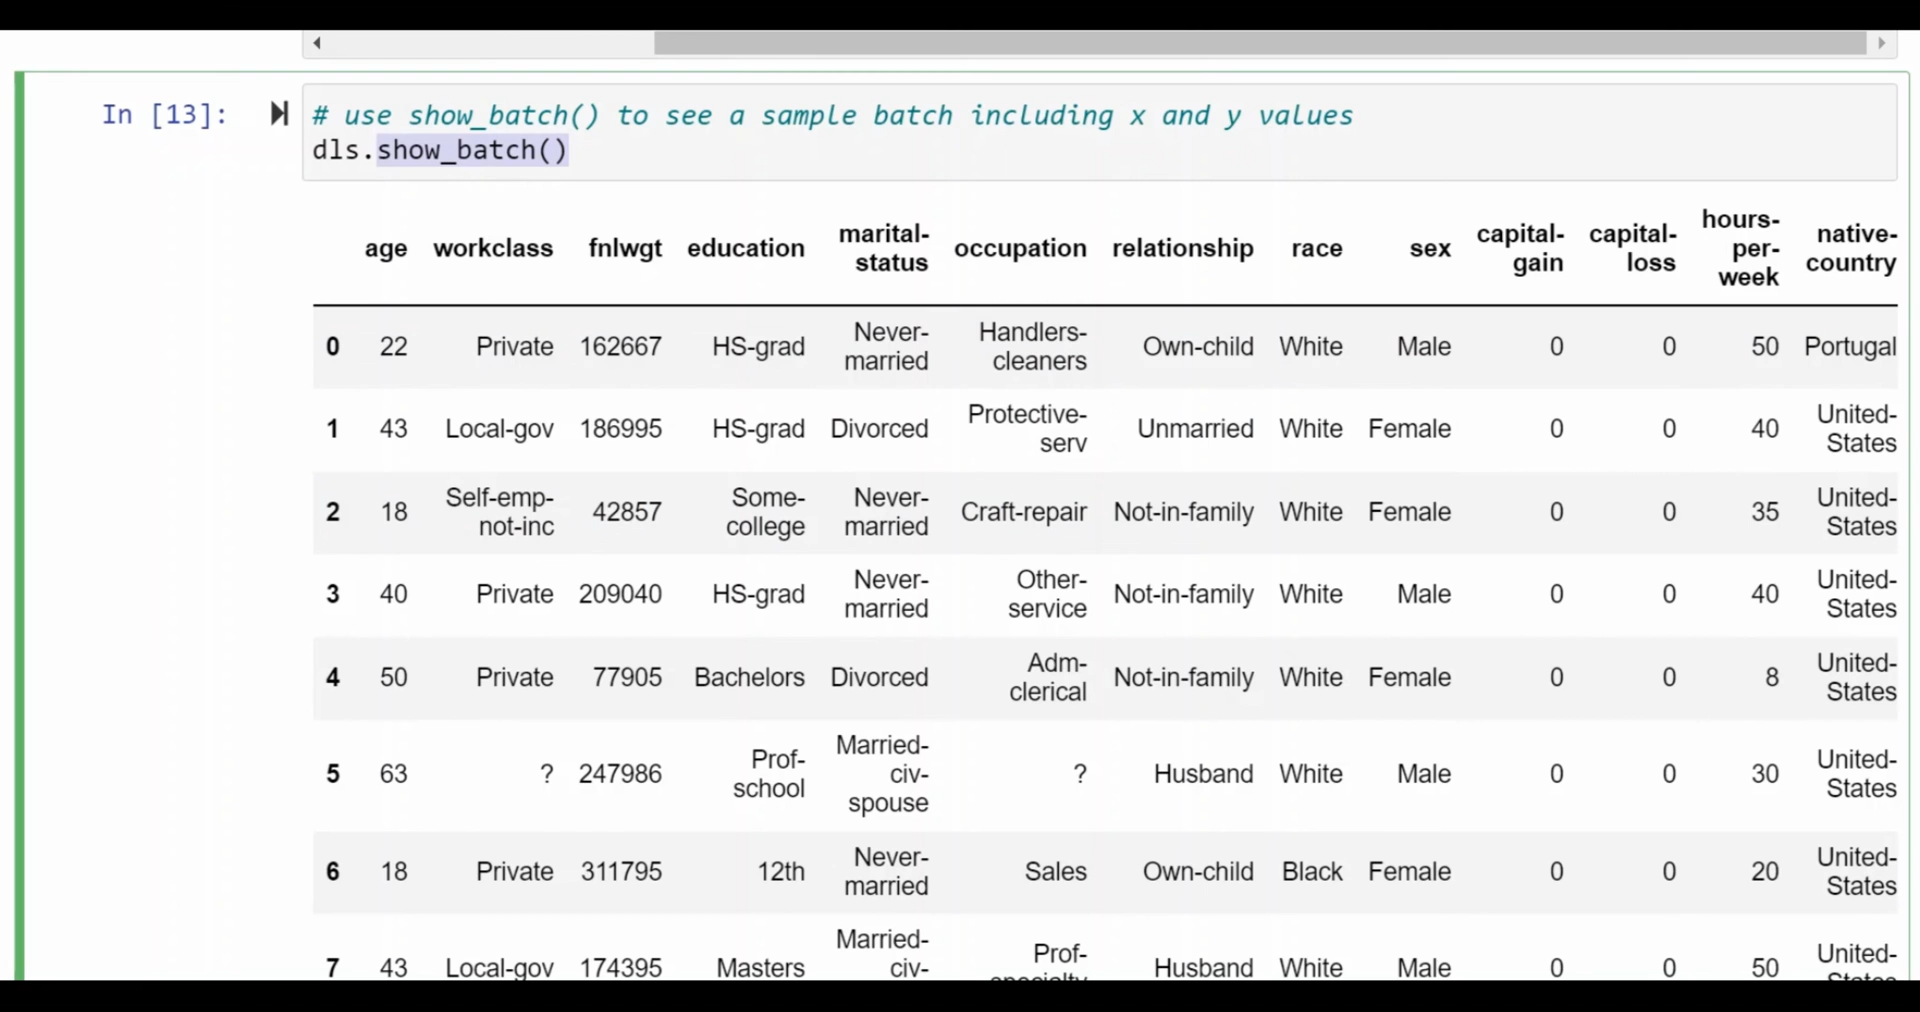 In [13]:
# use show_batch() to see a sample batch including x and y values
dls.show_batch()
age workclass fnlwgt education marital-status occupation relationship race sex capital-gain capital-loss hours-per-week native-country
0 22 Private 162667 HS-grad Never-married Handlers-cleaners Own-child White Male 0 0 50 Portugal
1 43 Local-gov 186995 HS-grad Divorced Protective-serv Unmarried White Female 0 0 40 United-States
2 18 Self-emp-not-inc 42857 Some-college Never-married Craft-repair Not-in-family White Female 0 0 35 United-States
3 40 Private 209040 HS-grad Never-married Other-service Not-in-family White Male 0 0 40 United-States
4 50 Private 77905 Bachelors Divorced Adm-clerical Not-in-family White Female 0 0 8 United-States
5 63 ? 247986 Prof-school Married-civ-spouse ? Husband White Male 0 0 30 United-States
6 18 Private 311795 12th Never-married Sales Own-child Black Female 0 0 20 United-States
7 43 Local-gov 174395 Masters Married-civ- Prof-specialty Husband White Male 0 0 50 United-States